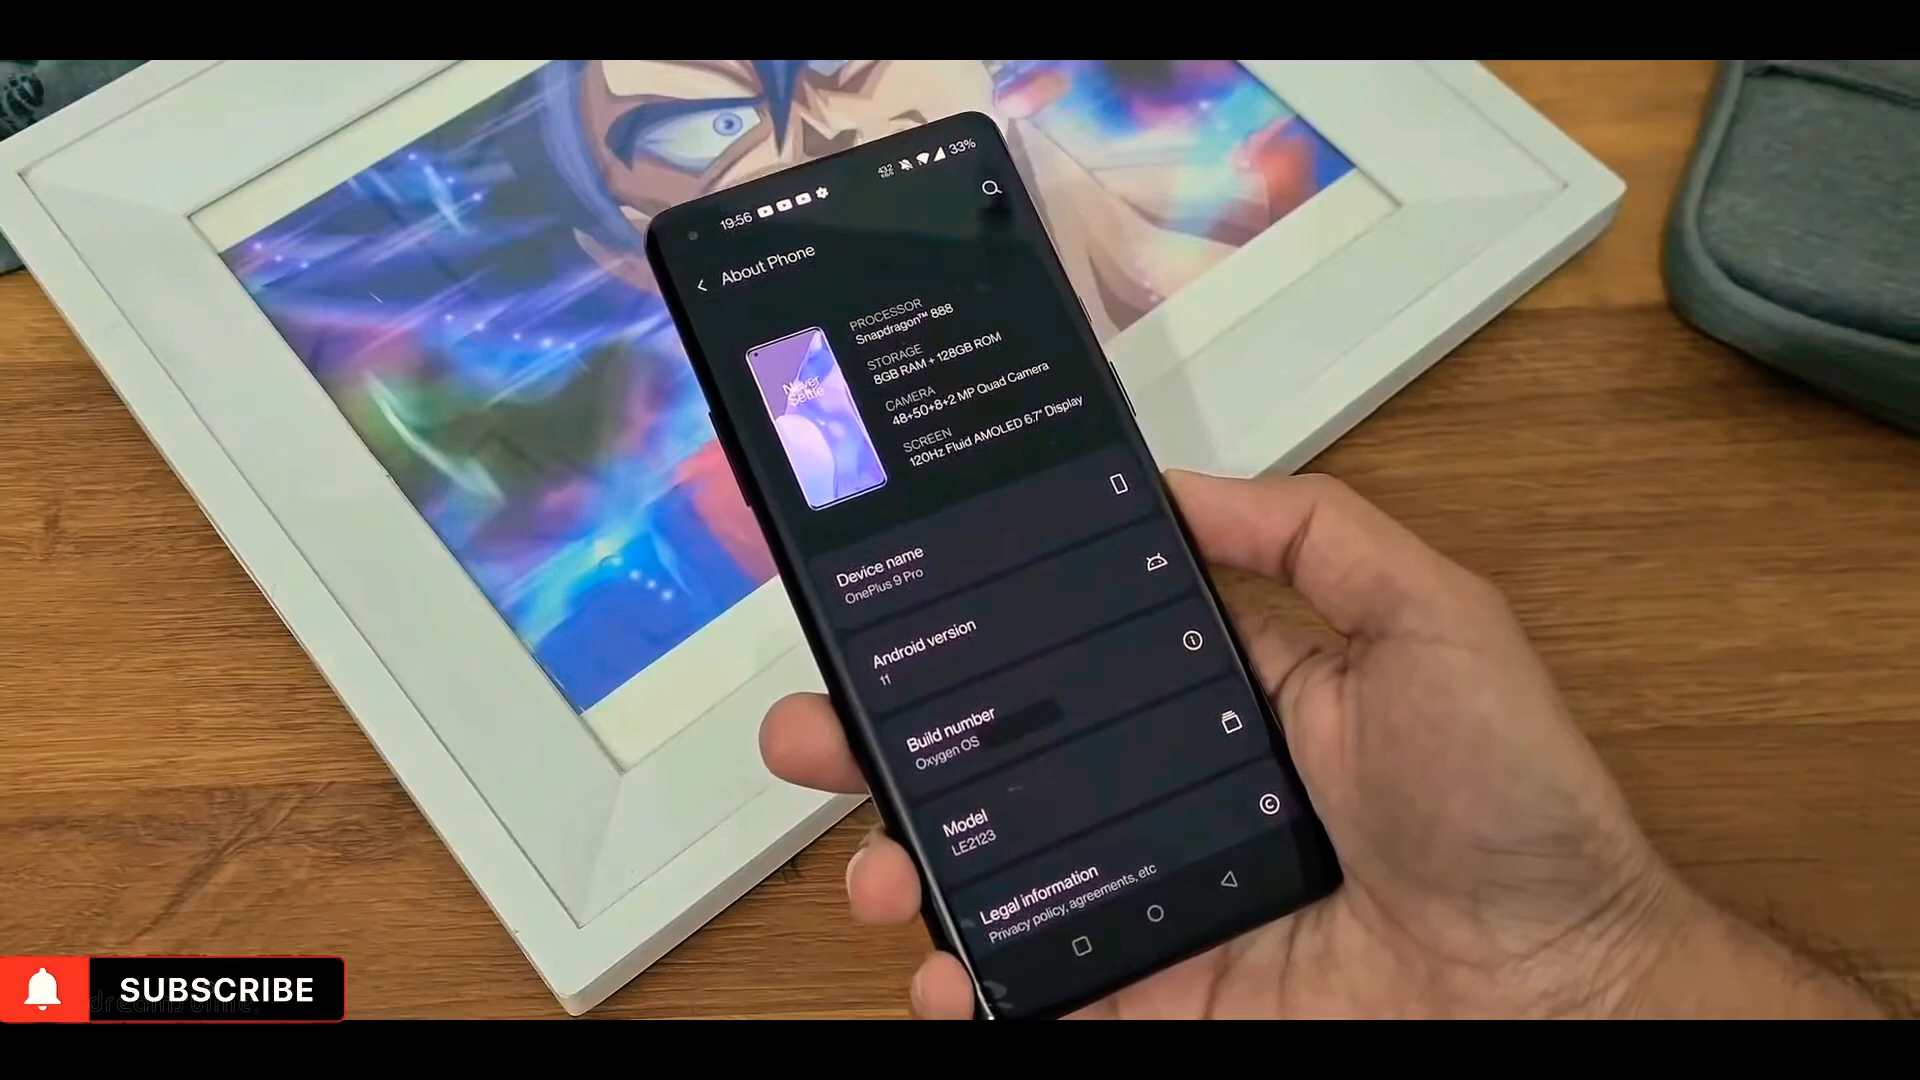 19:56
432
KB/S
33%
About Phone
PROCESSOR
Snapdragon™ 888
STORAGE
8GB RAM + 128GB ROM
CAMERA
48+50+8+2 MP Quad Camera
SCREEN
120Hz Fluid AMOLED 6.7" Display
Never
Settle
Device name
OnePlus 9 Pro
Android version
11
Build number
Oxygen OS
Model
LE2123
Legal information
Privacy policy, agreements, etc
SUBSCRIBE